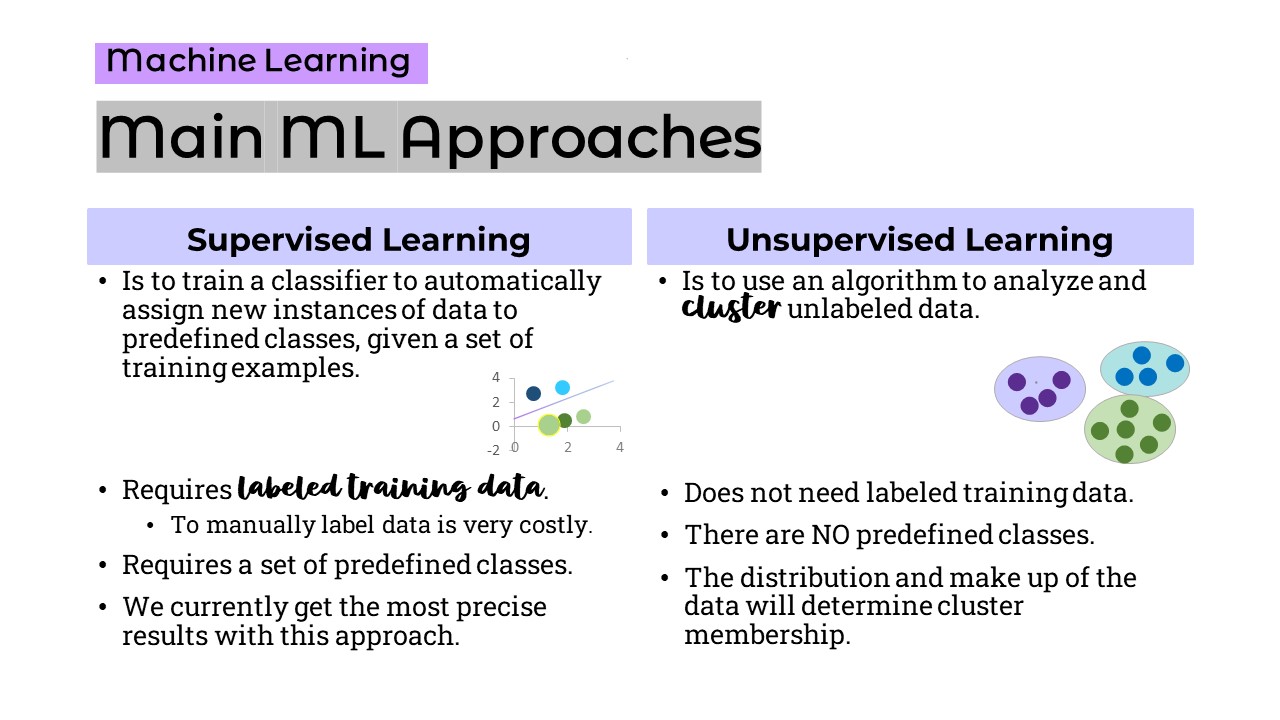 Machine Learning
Main ML Approaches
Supervised Learning
• Is to train a classifier to automatically
assign new instances of data to
predefined classes, given a set of
training examples.
4
2
0
-2
0
2
4
• Requires labeled training data.
• To manually label data is very costly.
• Requires a set of predefined classes.
• We currently get the most precise
results with this approach.
Unsupervised Learning
• Is to use an algorithm to analyze and
cluster unlabeled data.
• Does not need labeled training data.
• There are NO predefined classes.
• The distribution and make up of the
data will determine cluster
membership.